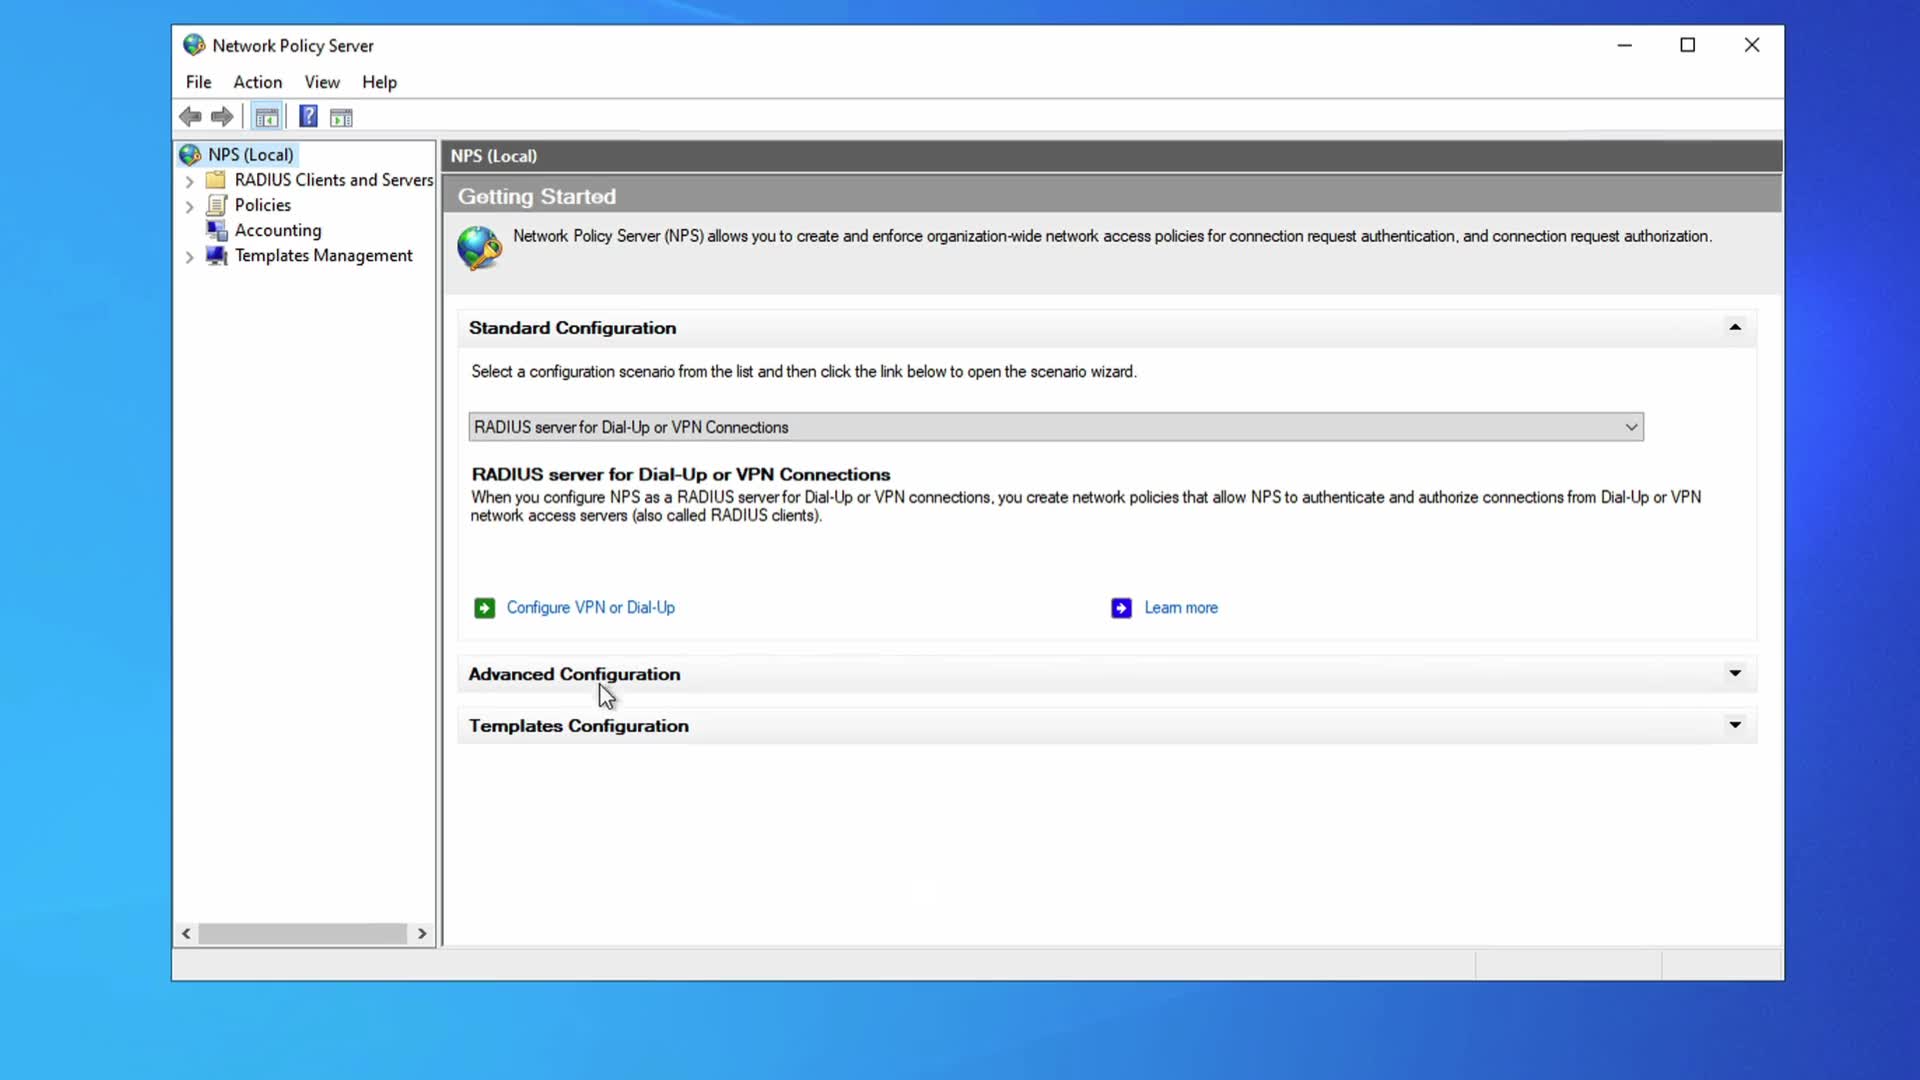 Network Policy Server
File Action View Help
NPS (Local)
RADIUS Clients and Servers
Policies
Accounting
Templates Management
NPS (Local)
Getting Started
Network Policy Server (NPS) allows you to create and enforce organization-wide network access policies for connection request authentication, and connection request authorization.
Standard Configuration
Select a configuration scenario from the list and then click the link below to open the scenario wizard.
RADIUS server for Dial-Up or VPN Connections
RADIUS server for Dial-Up or VPN Connections
When you configure NPS as a RADIUS server for Dial-Up or VPN connections, you create network policies that allow NPS to authenticate and authorize connections from Dial-Up or VPN
network access servers (also called RADIUS clients).
Configure VPN or Dial-Up
Learn more
Advanced Configuration
Templates Configuration